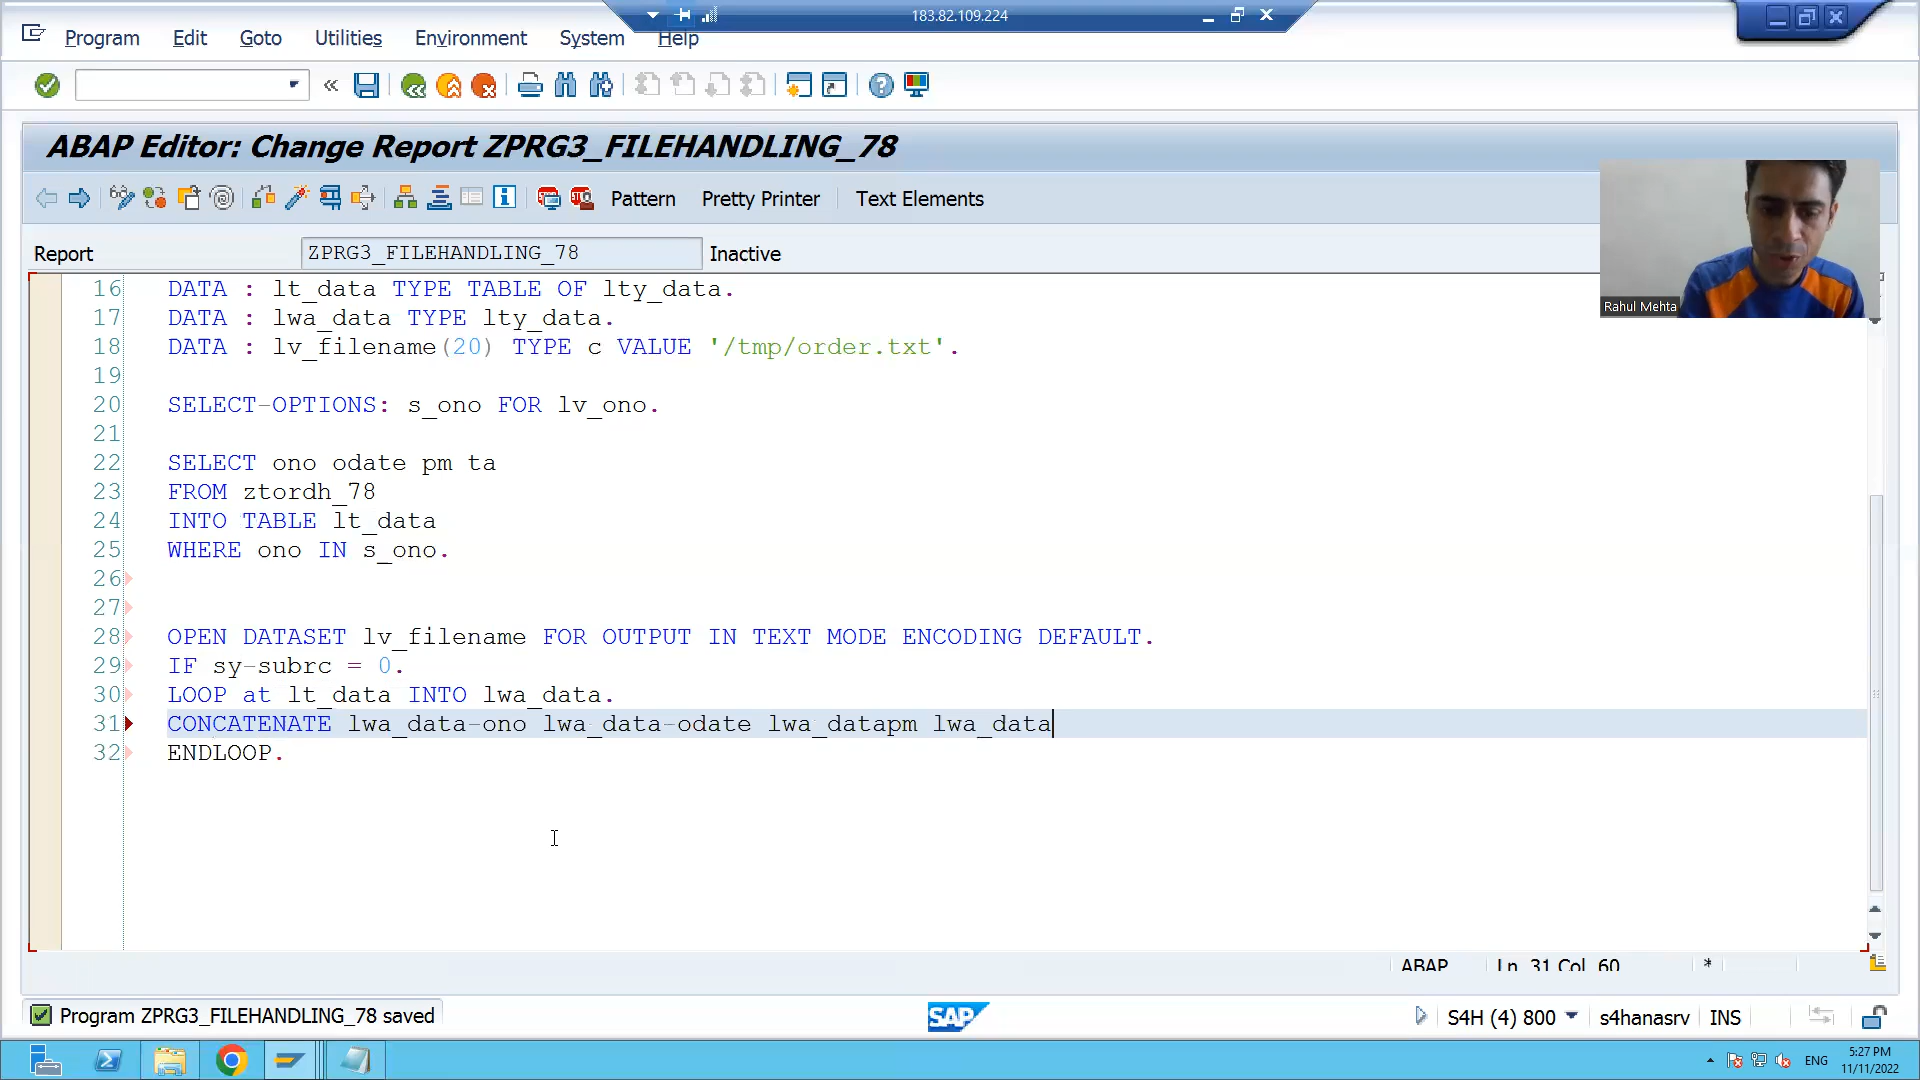 183.82.109.224
Program Edit Goto Utilities Environment System Help
ABAP Editor: Change Report ZPRG3_FILEHANDLING_78
Pattern Pretty Printer Text Elements
Report ZPRG3_FILEHANDLING_78 Inactive
Rahul Mehta
16 DATA : lt_data TYPE TABLE OF lty_data.
17 DATA : lwa_data TYPE lty_data.
18 DATA : lv_filename(20) TYPE c VALUE '/tmp/order.txt'.
19
20 SELECT-OPTIONS: s_ono FOR lv_ono.
21
22 SELECT ono odate pm ta
23 FROM ztordh_78
24 INTO TABLE lt_data
25 WHERE ono IN s_ono.
26
27
28 OPEN DATASET lv_filename FOR OUTPUT IN TEXT MODE ENCODING DEFAULT.
29 IF sy-subrc = 0.
30 LOOP at lt_data INTO lwa_data.
31 CONCATENATE lwa_data-ono lwa_data-odate lwa_datapm lwa_data
32 ENDLOOP.
ABAP Ln 31 Col 60 *
Program ZPRG3_FILEHANDLING_78 saved
SAP
S4H (4) 800 s4hanasrv INS
ENG
5:27 PM
11/11/2022